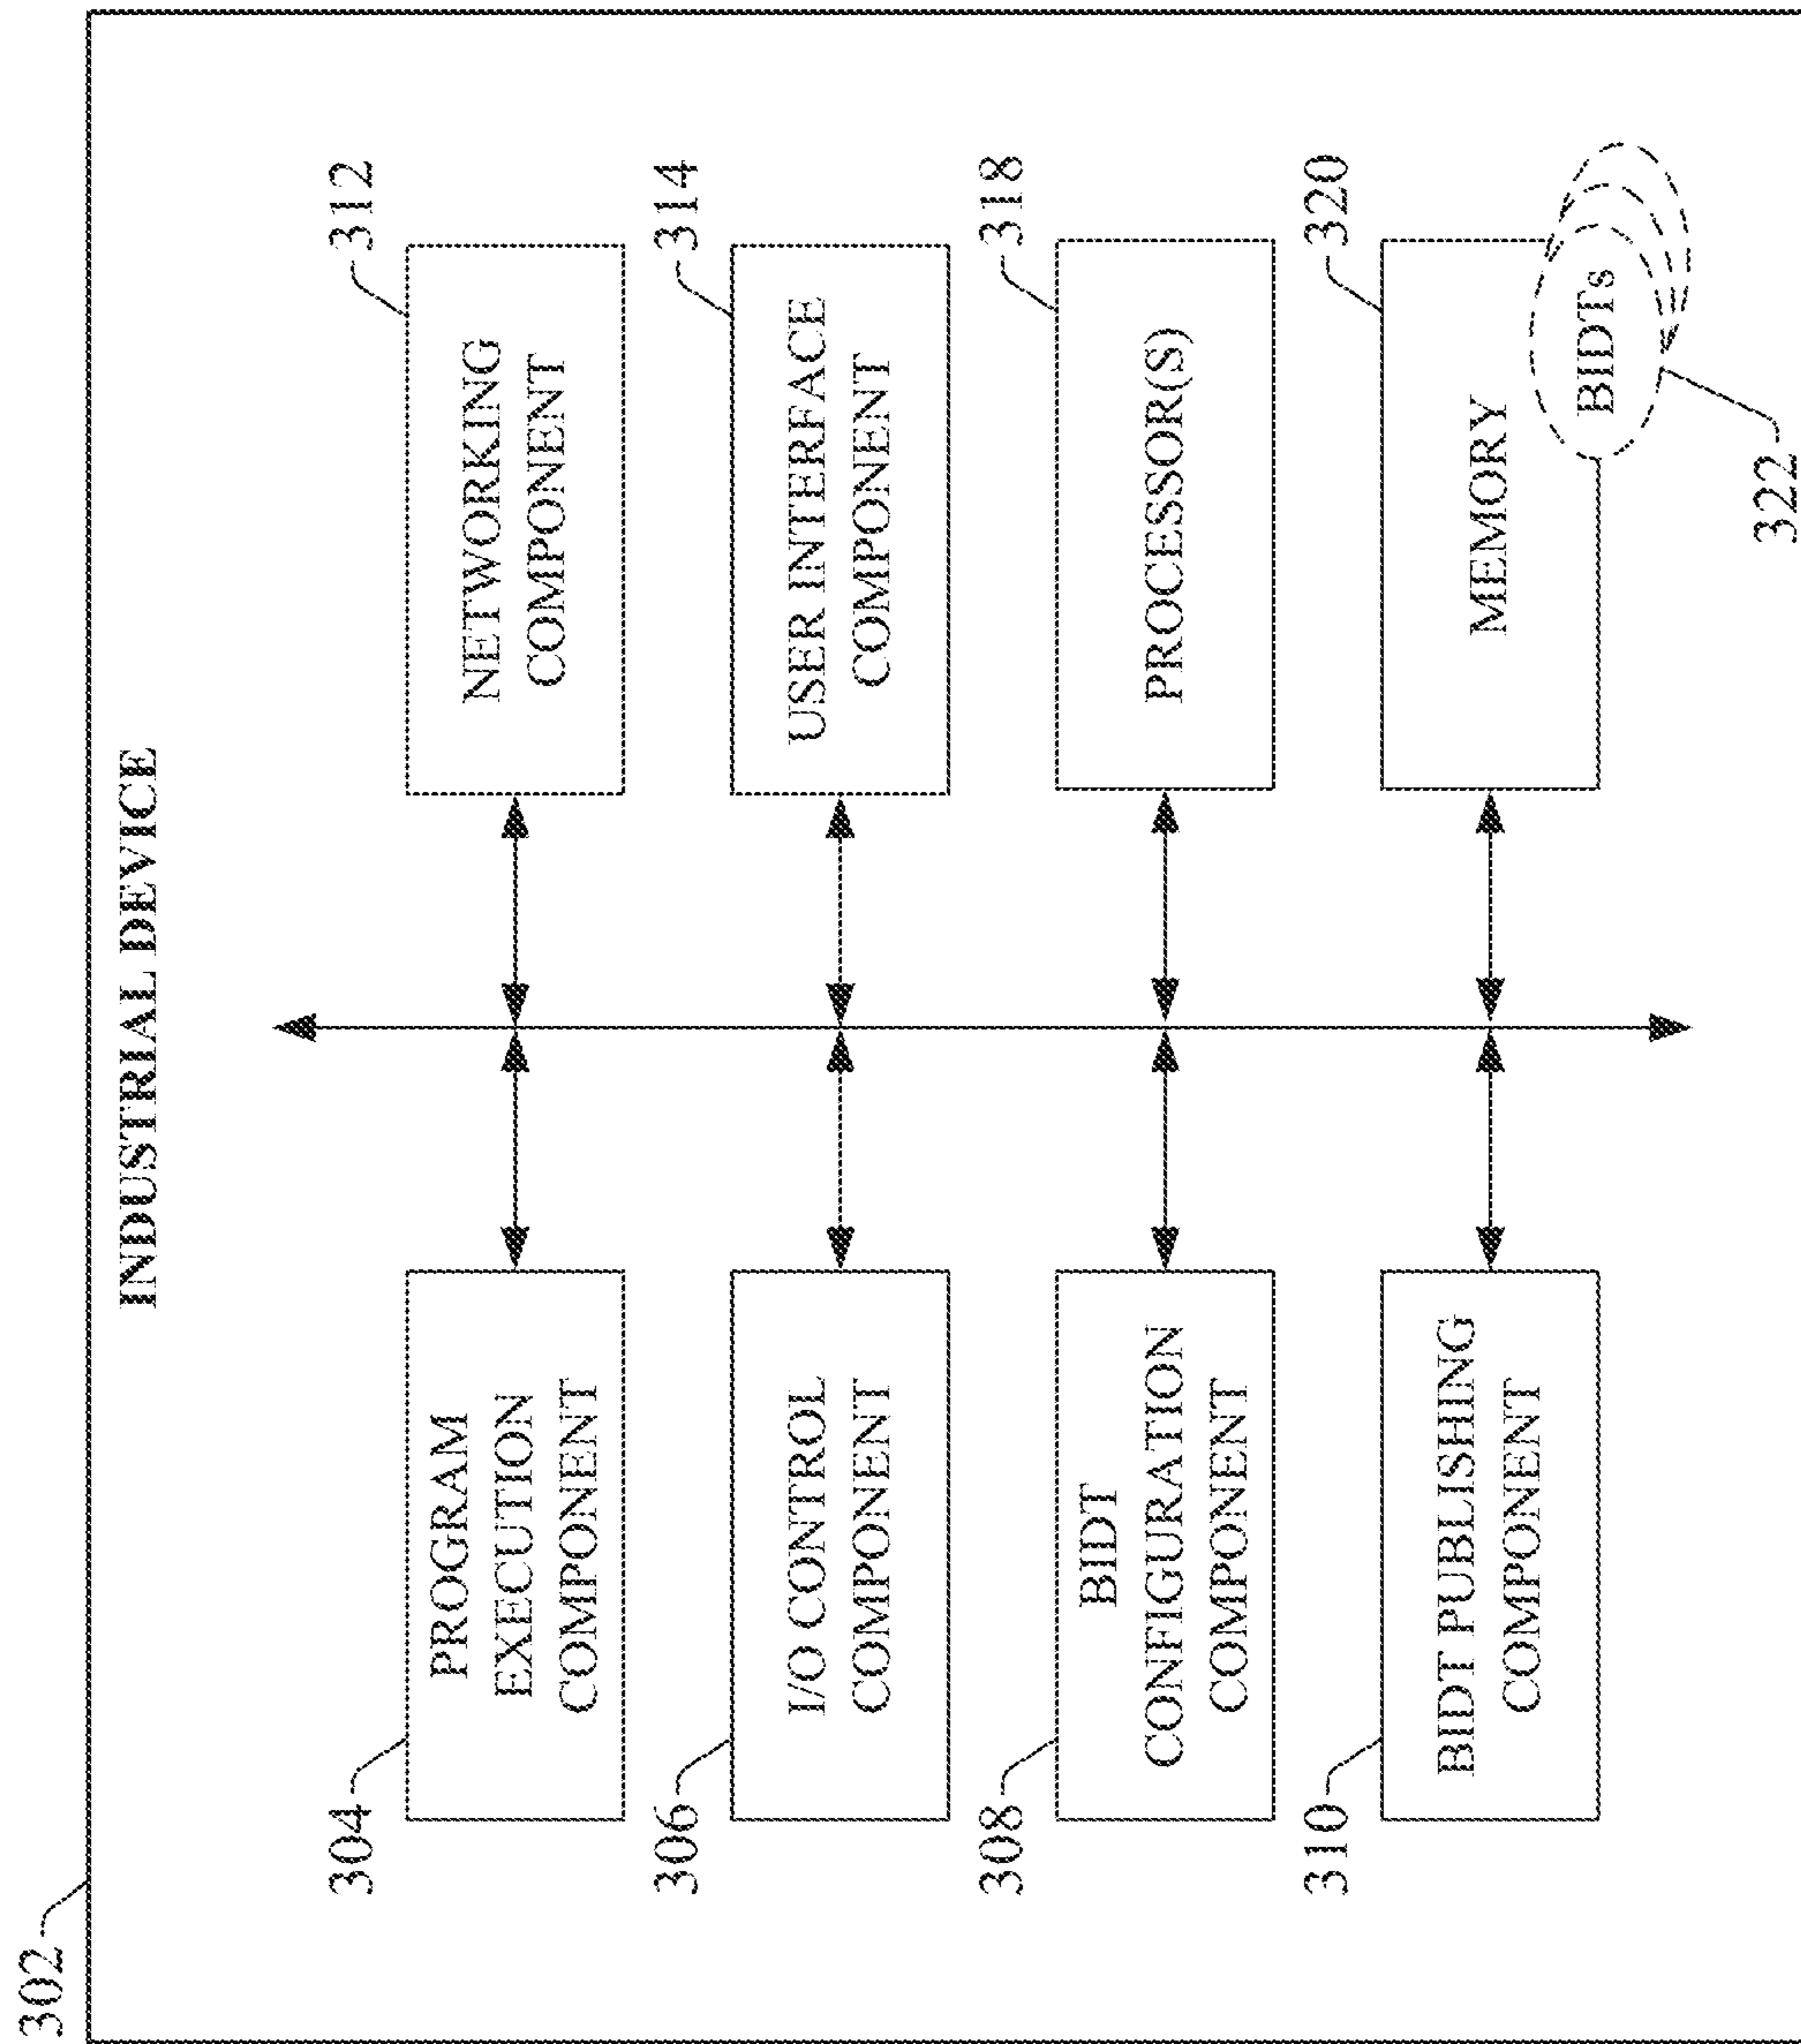 302
INDUSTRIAL DEVICE
304
PROGRAM
EXECUTION
COMPONENT
312
NETWORKING
COMPONENT
306
I/O CONTROL
COMPONENT
314
USER INTERFACE
COMPONENT
308
BIDT
CONFIGURATION
COMPONENT
318
PROCESSOR(S)
310
BIDT PUBLISHING
COMPONENT
320
MEMORY
BIDTs
322